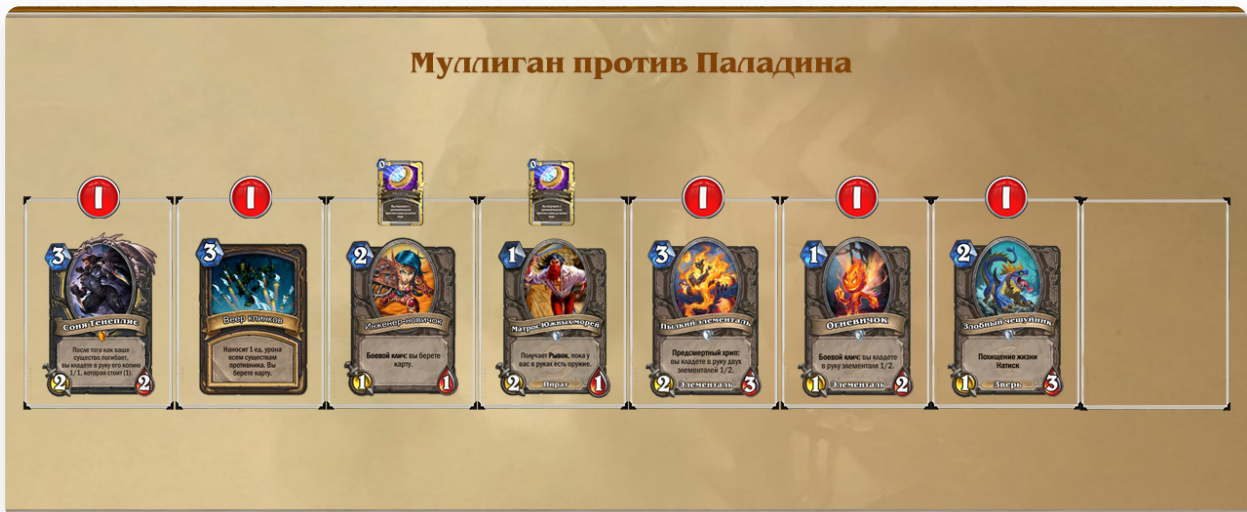 Муллиган против Паладина
I
I
0
0
I
I
I
3
Соня Тенепляс
После того как ваше
существо погибает,
вы кладете в руку его копию
1/1, которая стоит (1).
2
2
3
Веер клинков
Наносит 1 ед. урона
всем существам
противника. Вы
берете карту.
2
Инженер-новичок
Боевой клич: вы берете
карту.
1
1
1
Матрос Южных морей
Получает Рывок, пока у
вас в руках есть оружие.
2
Пират
1
3
Пылкий элементаль
Предсмертный хрип:
вы кладете в руку двух
элементалей 1/2.
2
Элементаль
3
1
Огневичок
Боевой клич: вы кладете
в руку элементаля 1/2.
1
Элементаль
2
2
Злобный чешуйник
Похищение жизни
Натиск
1
Зверь
3